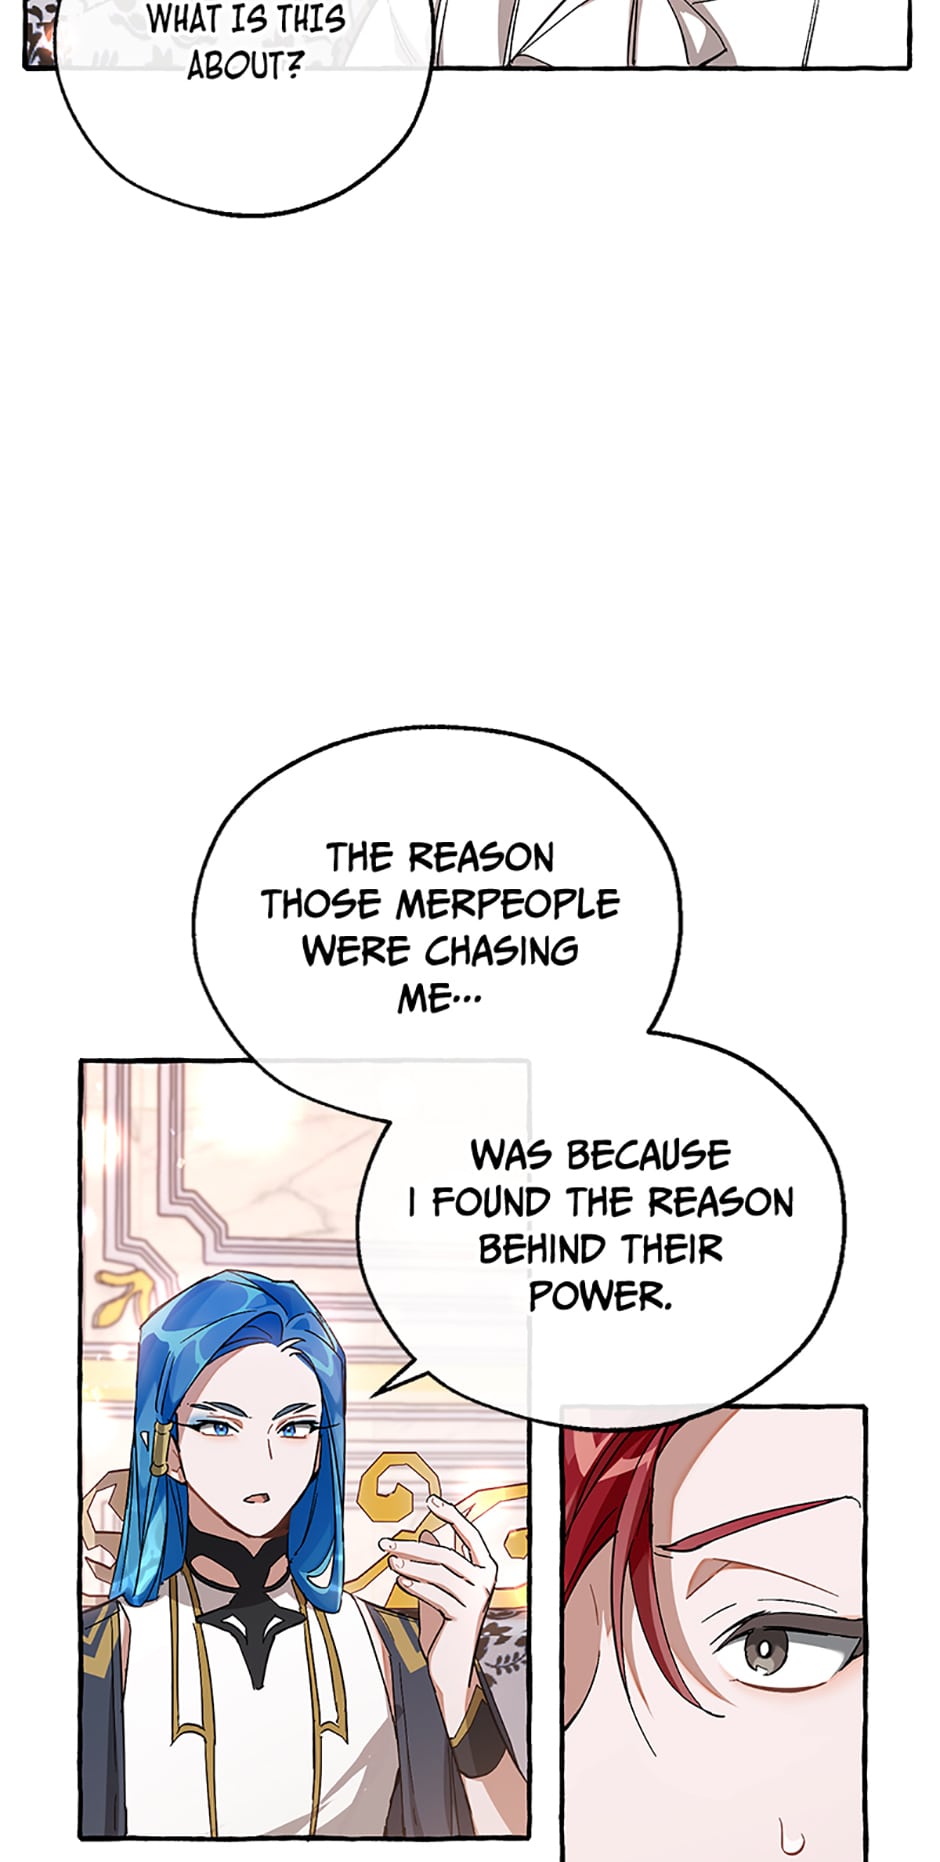 WHAT IS THIS
ABOUT?
THE REASON
THOSE MERPEOPLE
WERE CHASING
ME...
WAS BECAUSE
I FOUND THE REASON
BEHIND THEIR
POWER.